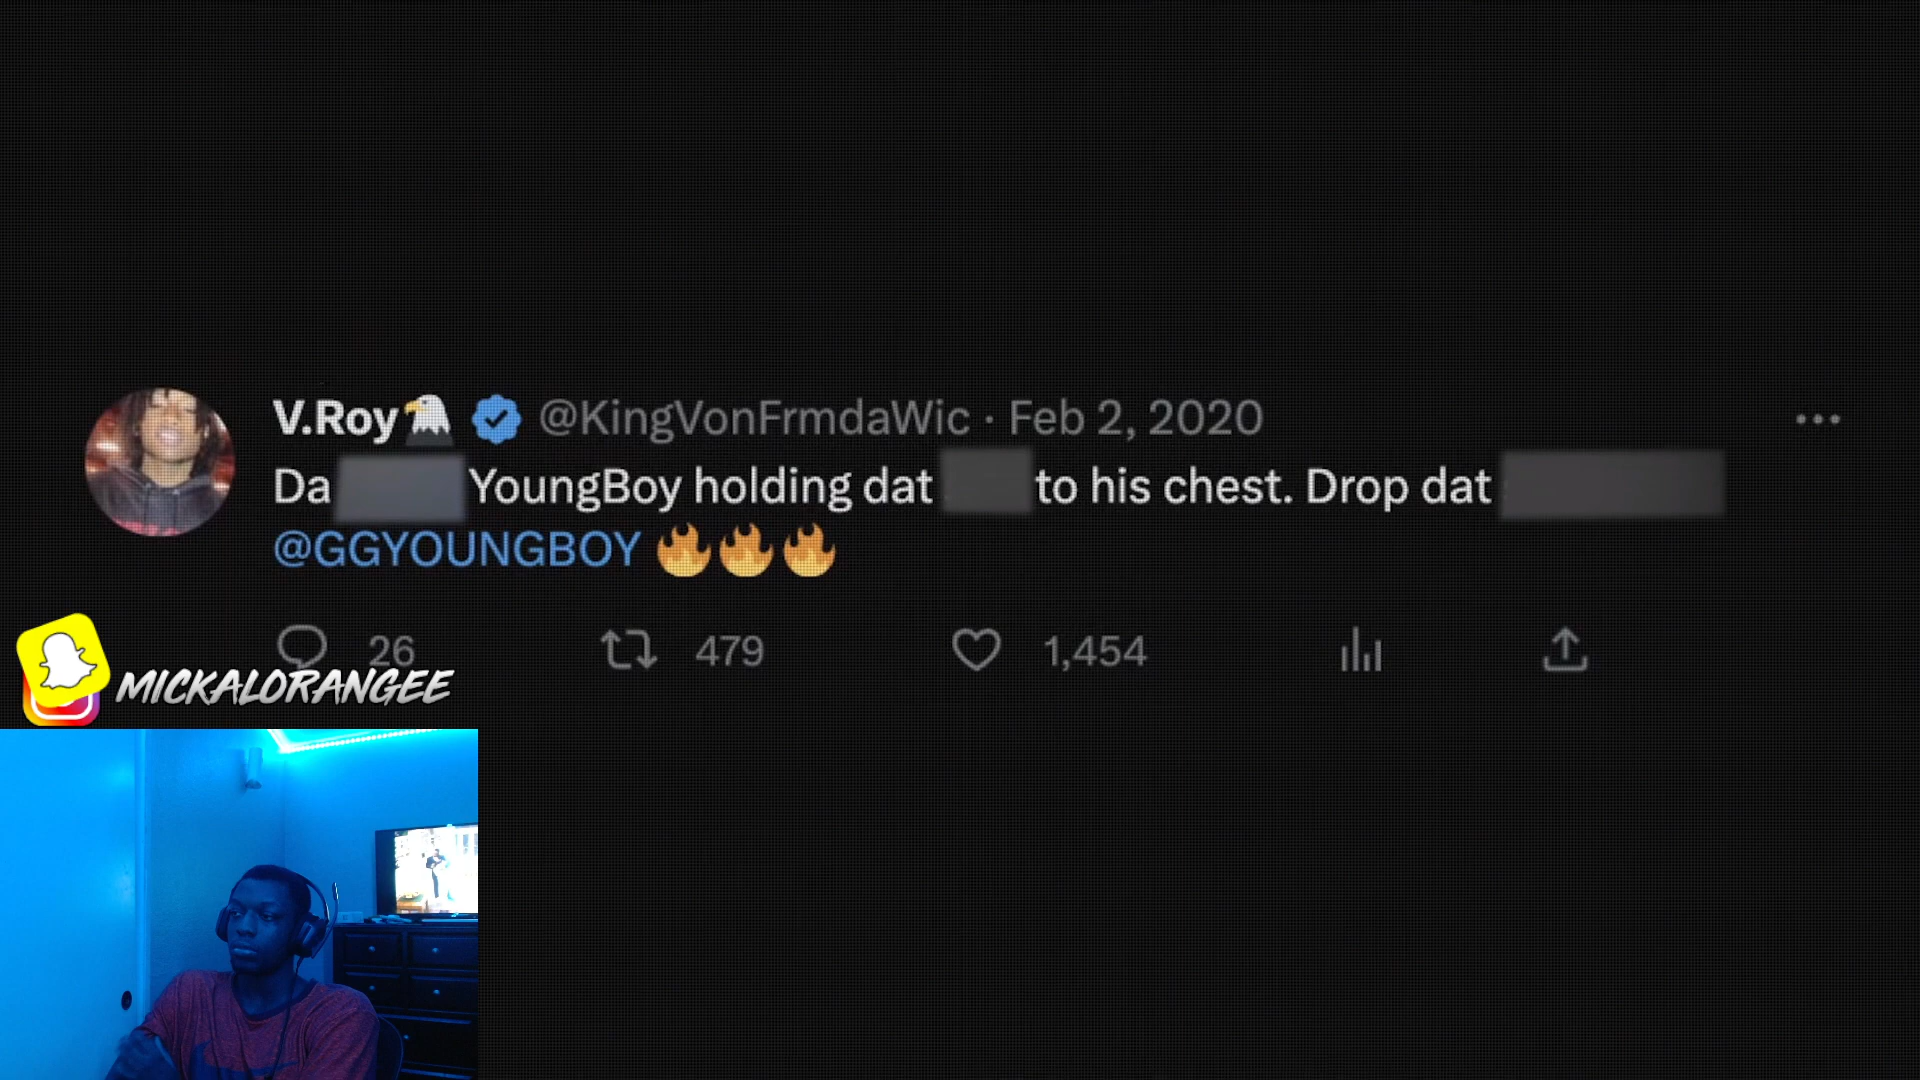 V.Roy🦅 @KingVonFrmdaWic · Feb 2, 2020
Da YoungBoy holding dat to his chest. Drop dat
@GGYOUNGBOY 🔥🔥🔥
26 479 1,454
MICKALORANGEE